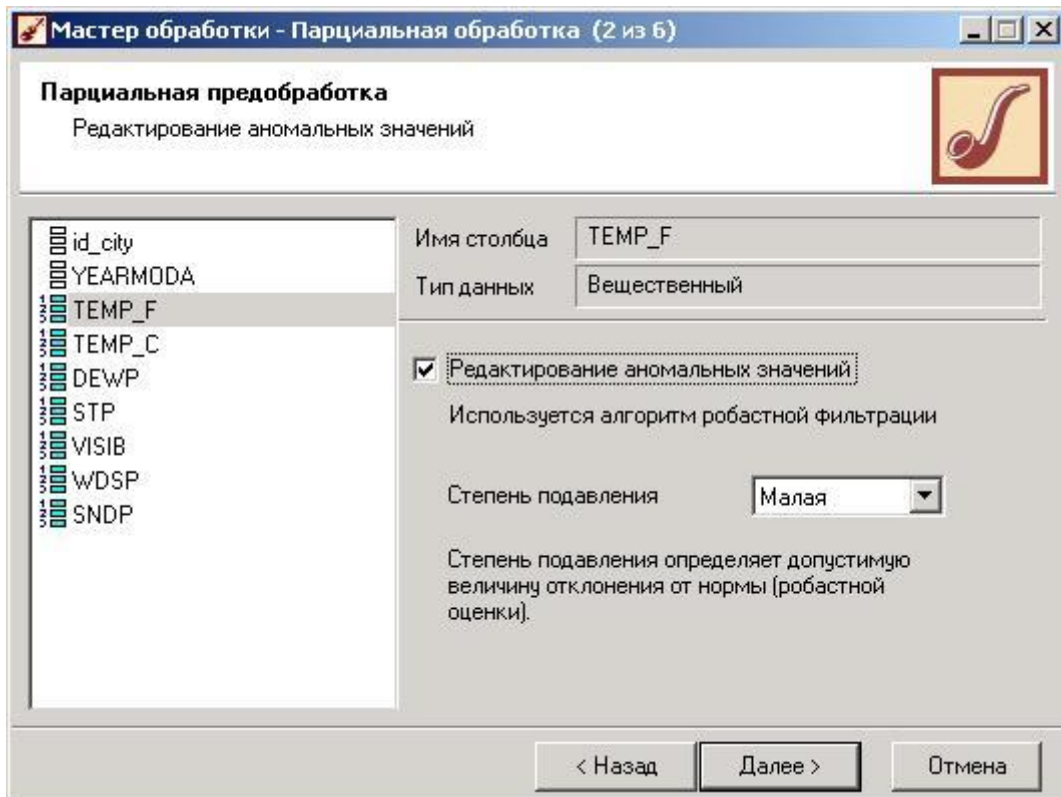 Мастер обработки - Парциальная обработка (2 из 6)
Парциальная предобработка
Редактирование аномальных значений
id_city
YEARMODA
TEMP_F
TEMP_C
DEWP
STP
VISIB
WDSP
SNDP
Имя столбца TEMP_F
Тип данных Вещественный
Редактирование аномальных значений
Используется алгоритм робастной фильтрации
Степень подавления Малая
Степень подавления определяет допустимую
величину отклонения от нормы (робастной
оценки).
< Назад Далее > Отмена